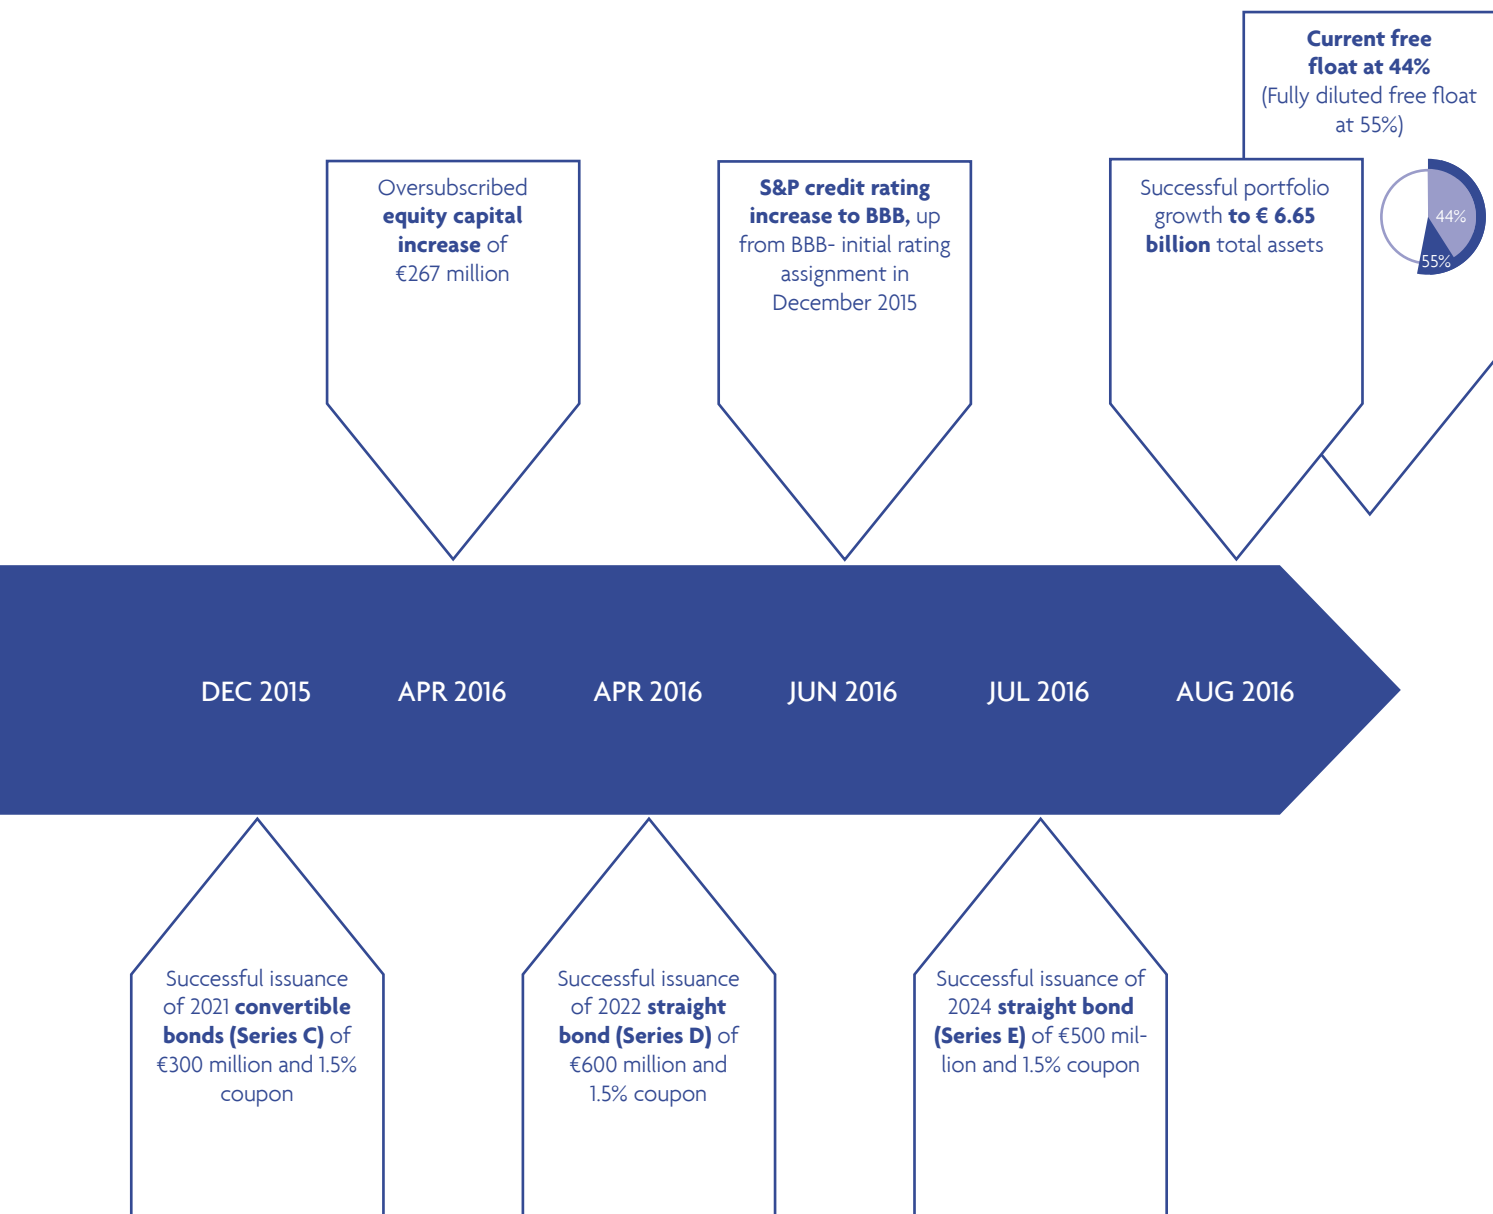 Current free
float at 44%
(Fully diluted free float
at 55%)
44%
55%
Oversubscribed
equity capital
increase of
€267 million
S&P credit rating
increase to BBB, up
from BBB- initial rating
assignment in
December 2015
Successful portfolio
growth to € 6.65
billion total assets
DEC 2015
APR 2016
APR 2016
JUN 2016
JUL 2016
AUG 2016
Successful issuance
of 2021 convertible
bonds (Series C) of
€300 million and 1.5%
coupon
Successful issuance
of 2022 straight
bond (Series D) of
€600 million and
1.5% coupon
Successful issuance of
2024 straight bond
(Series E) of €500 mil-
lion and 1.5% coupon